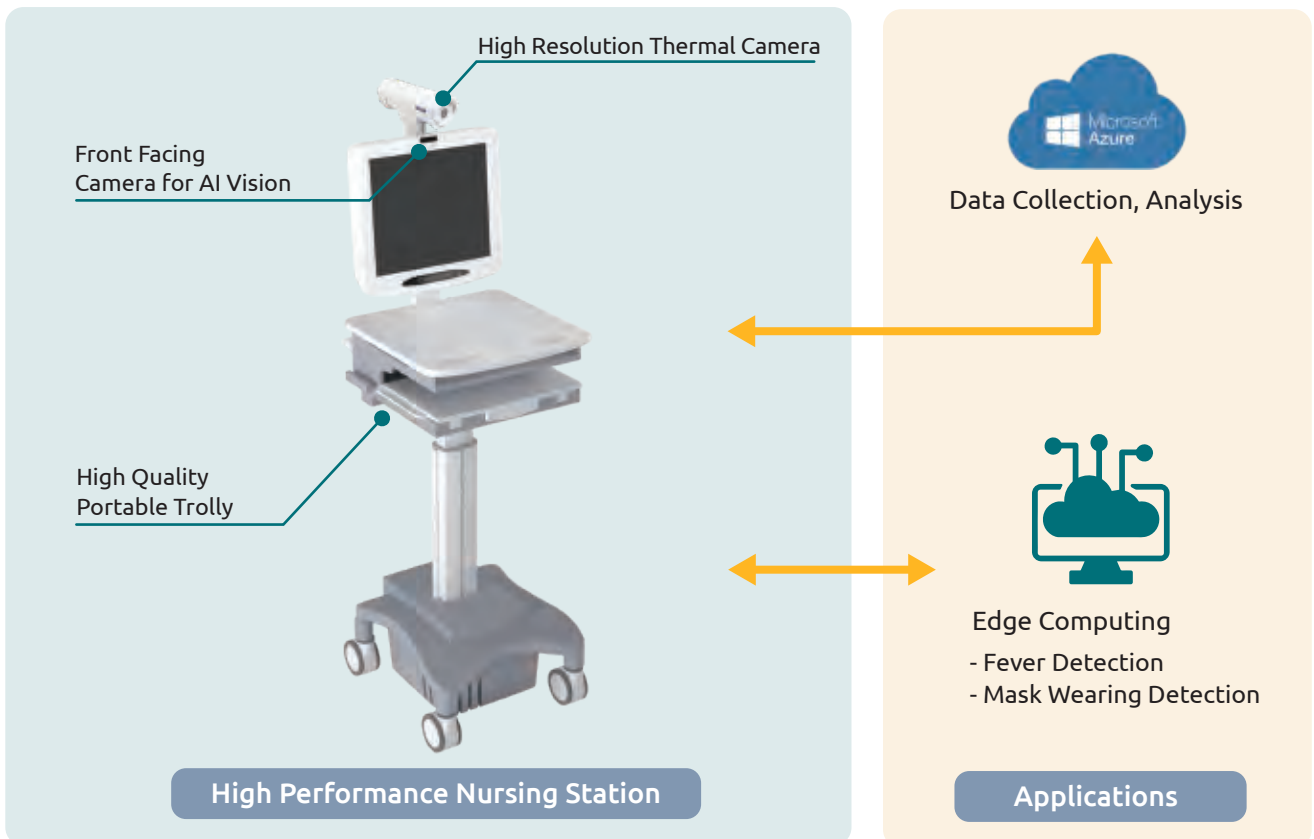 High Resolution Thermal Camera
Front Facing
Camera for AI Vision
High Quality
Portable Trolly
High Performance Nursing Station
Microsoft
Azure
Data Collection, Analysis
Edge Computing
- Fever Detection
- Mask Wearing Detection
Applications